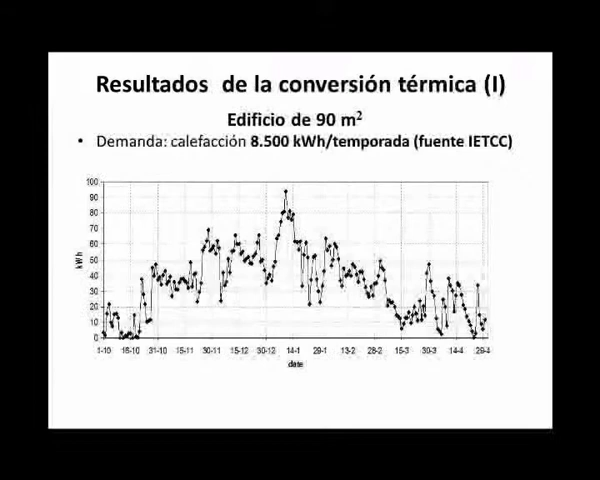 Resultados de la conversión térmica (I)
Edificio de 90 m²
• Demanda: calefacción 8.500 kWh/temporada (fuente IETCC)
100
90
80
70
60
50
40
30
20
10
0
kWh
1-10 16-10 31-10 15-11 30-11 15-12 30-12 14-1 29-1 13-2 28-2 15-3 30-3 14-4 29-4
date